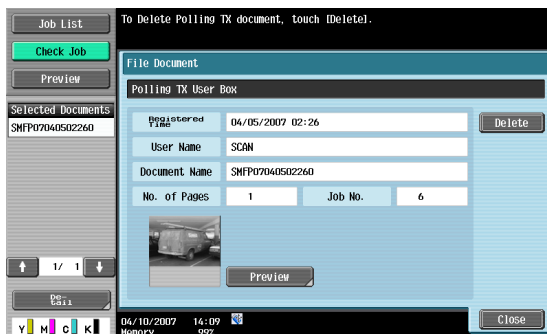 Job List
Check Job
Preview
Selected Documents
SMFP07040502260
1/ 1
De-
tail
Y M C K
To Delete Polling TX document, touch [Delete].
File Document
Polling TX User Box
Registered
Time
04/05/2007 02:26
User Name
SCAN
Document Name
SMFP07040502260
No. of Pages
1
Job No.
6
Preview
Delete
Close
04/10/2007 14:09
Memory 99%